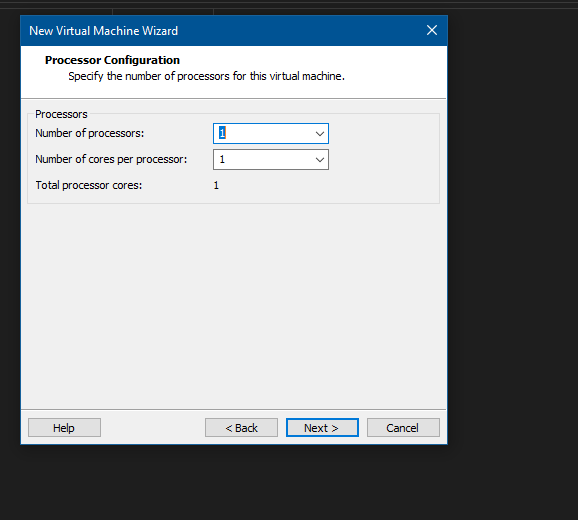 New Virtual Machine Wizard
Processor Configuration
Specify the number of processors for this virtual machine.
Processors
Number of processors: 1
Number of cores per processor: 1
Total processor cores: 1
Help < Back Next > Cancel